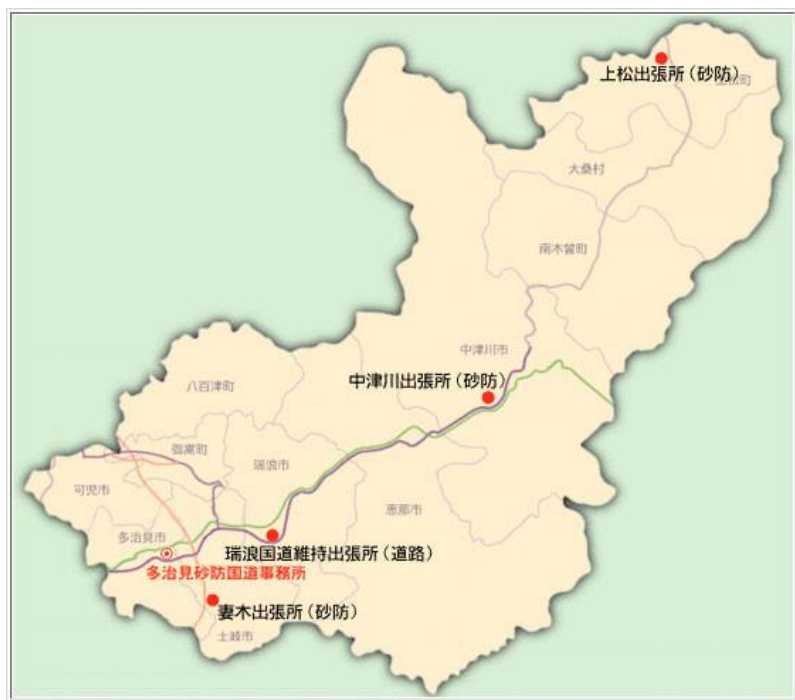 上松出張所（砂防）
上松町
大桑村
南木曽町
中津川市
中津川出張所（砂防）
八百津町
御嵩町
瑞浪市
可児市
恵那市
多治見市
瑞浪国道維持出張所（道路）
多治見砂防国道事務所
妻木出張所（砂防）
土岐市